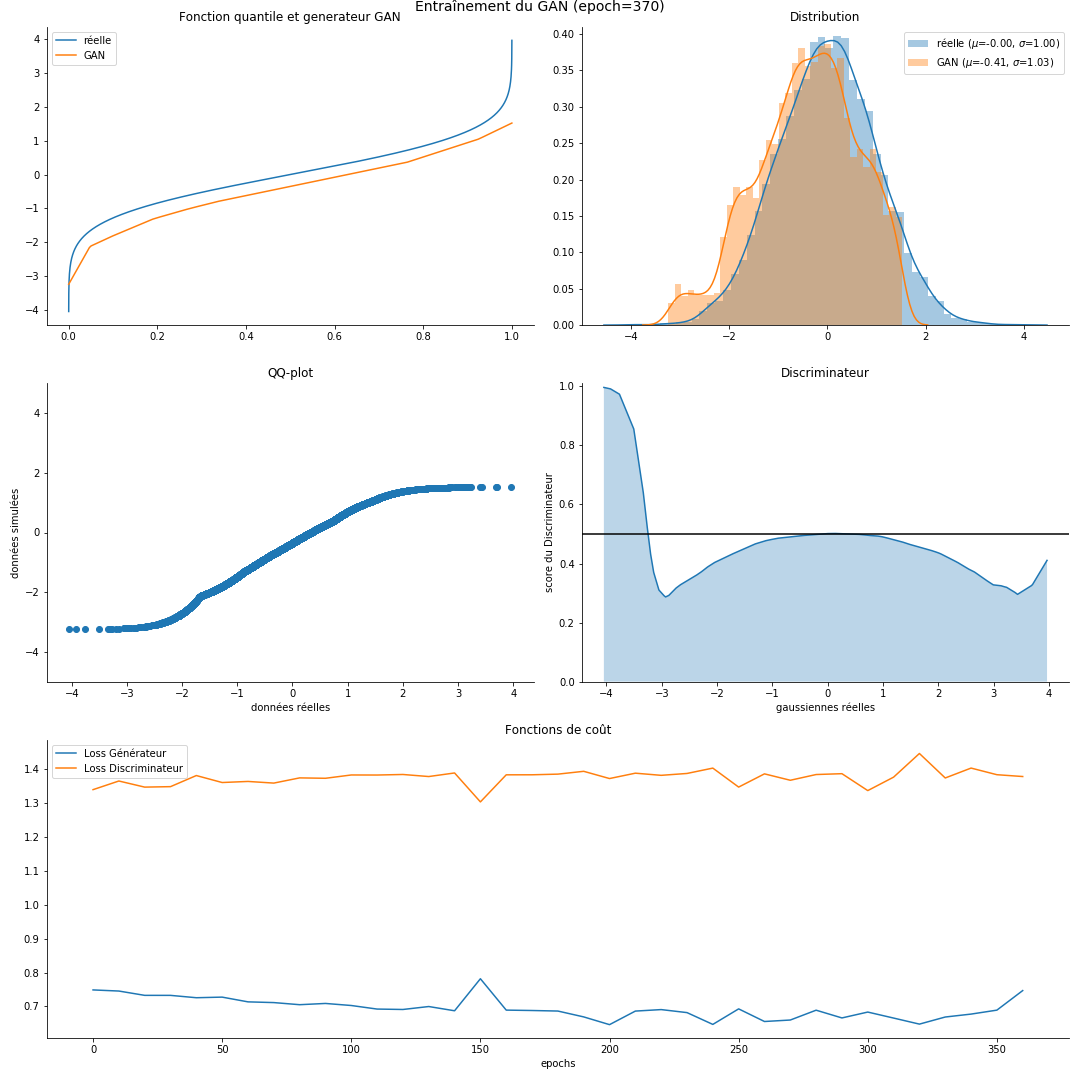 Entraînement du GAN (epoch=370)
Fonction quantile et generateur GAN
réelle
GAN
4
3
2
1
0
−1
−2
−3
−4
0.0 0.2 0.4 0.6 0.8 1.0
Distribution
réelle (μ=-0.00, σ=1.00)
GAN (μ=-0.41, σ=1.03)
0.40
0.35
0.30
0.25
0.20
0.15
0.10
0.05
0.00
−4 −2 0 2 4
QQ-plot
données simulées
4
2
0
−2
−4
−4 −3 −2 −1 0 1 2 3 4
données réelles
Discriminateur
score du Discriminateur
1.0
0.8
0.6
0.4
0.2
0.0
−4 −3 −2 −1 0 1 2 3 4
gaussiennes réelles
Fonctions de coût
Loss Générateur
Loss Discriminateur
1.4
1.3
1.2
1.1
1.0
0.9
0.8
0.7
0 50 100 150 200 250 300 350
epochs